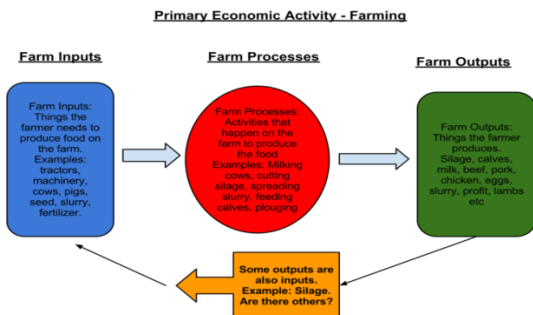 Primary Economic Activity - Farming
Farm Inputs
Farm Processes
Farm Outputs
Farm Inputs:
Things the
farmer needs to
produce food on
the farm.
Examples:
tractors,
machinery,
cows, pigs,
seed, slurry,
fertilizer.
Farm Processes:
Activities that
happen on the
farm to produce
the food
Examples: Milking
cows, cutting
silage, spreading
slurry, feeding
calves, plouging
Farm Outputs:
Things the farmer
produces.
Silage, calves,
milk, beef, pork,
chicken, eggs,
slurry, profit, lambs
etc
Some outputs are
also inputs.
Example: Silage.
Are there others?